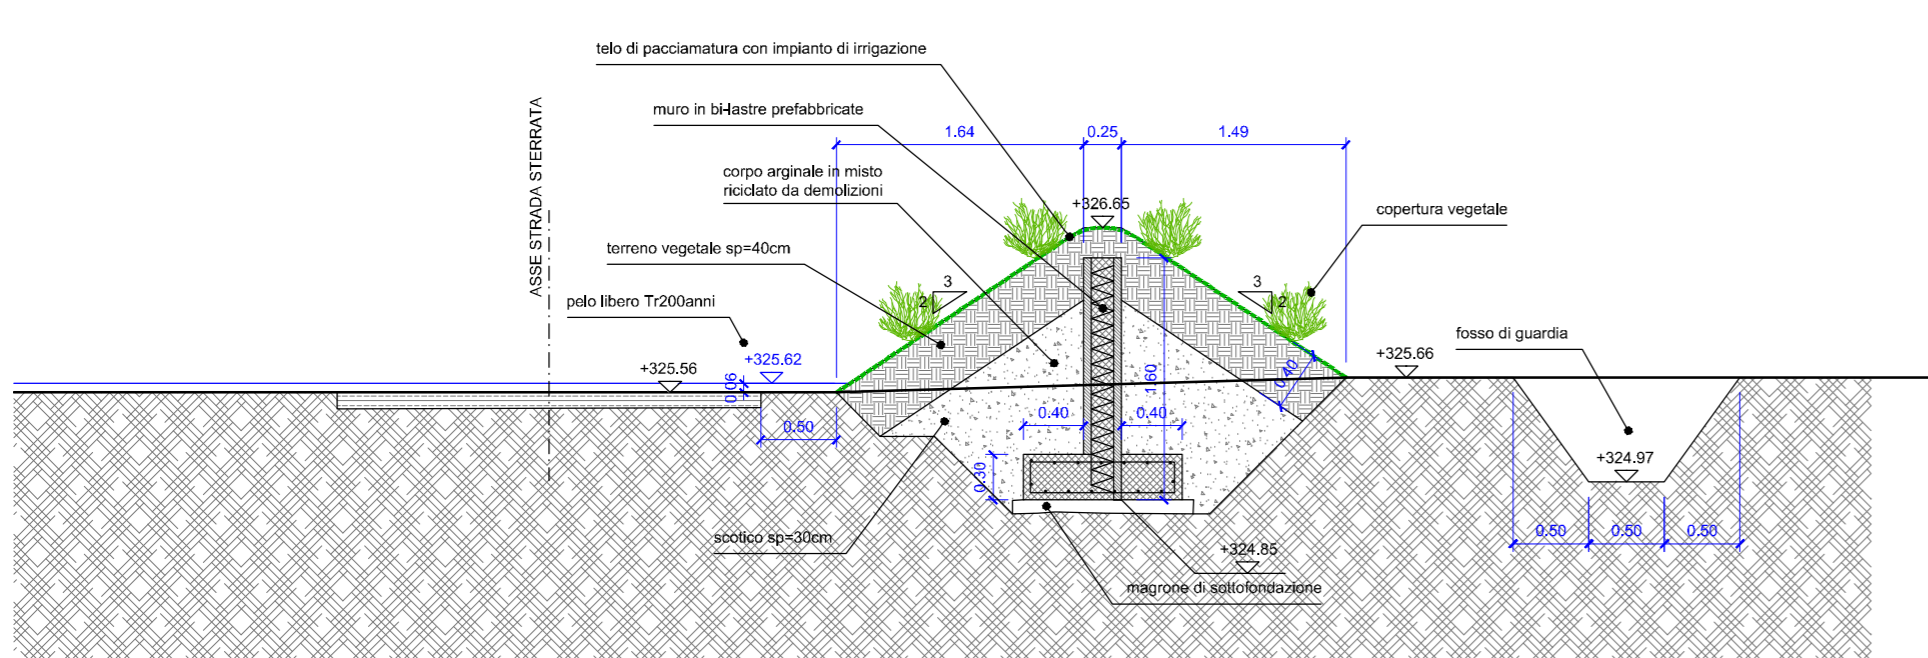 telo di pacciamatura con impianto di irrigazione
muro in bi-lastre prefabbricate
1.64
0.25
1.49
ASSE STRADA STERRATA
corpo arginale in misto
riciclato da demolizioni
+326.65
copertura vegetale
terreno vegetale sp=40cm
3
2
3
2
pelo libero Tr200anni
fosso di guardia
+325.56
+325.62
+325.66
0.06
1.60
0.40
0.50
0.40
0.40
0.30
+324.97
scotico sp=30cm
0.50
0.50
0.50
+324.85
magrone di sottofondazione